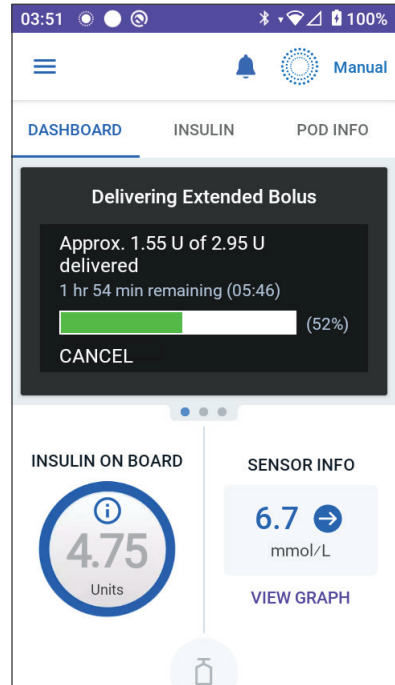 03:51 100%
Manual
DASHBOARD INSULIN POD INFO
Delivering Extended Bolus
Approx. 1.55 U of 2.95 U
delivered
1 hr 54 min remaining (05:46)
(52%)
CANCEL
INSULIN ON BOARD
4.75
Units
SENSOR INFO
6.7
mmol/L
VIEW GRAPH